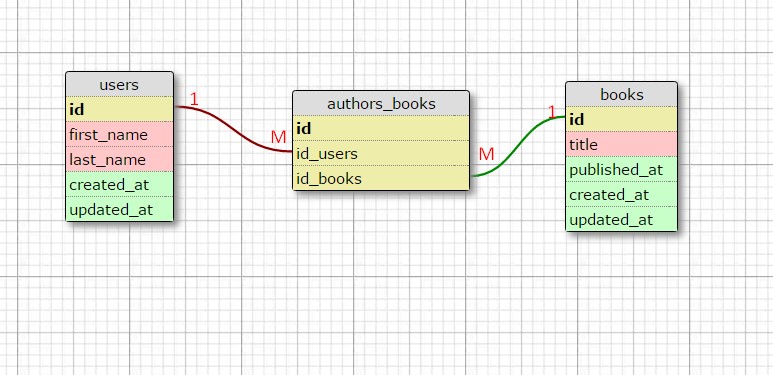 users
id
first_name
last_name
created_at
updated_at
1
M
authors_books
id
id_users
id_books
M
1
books
id
title
published_at
created_at
updated_at